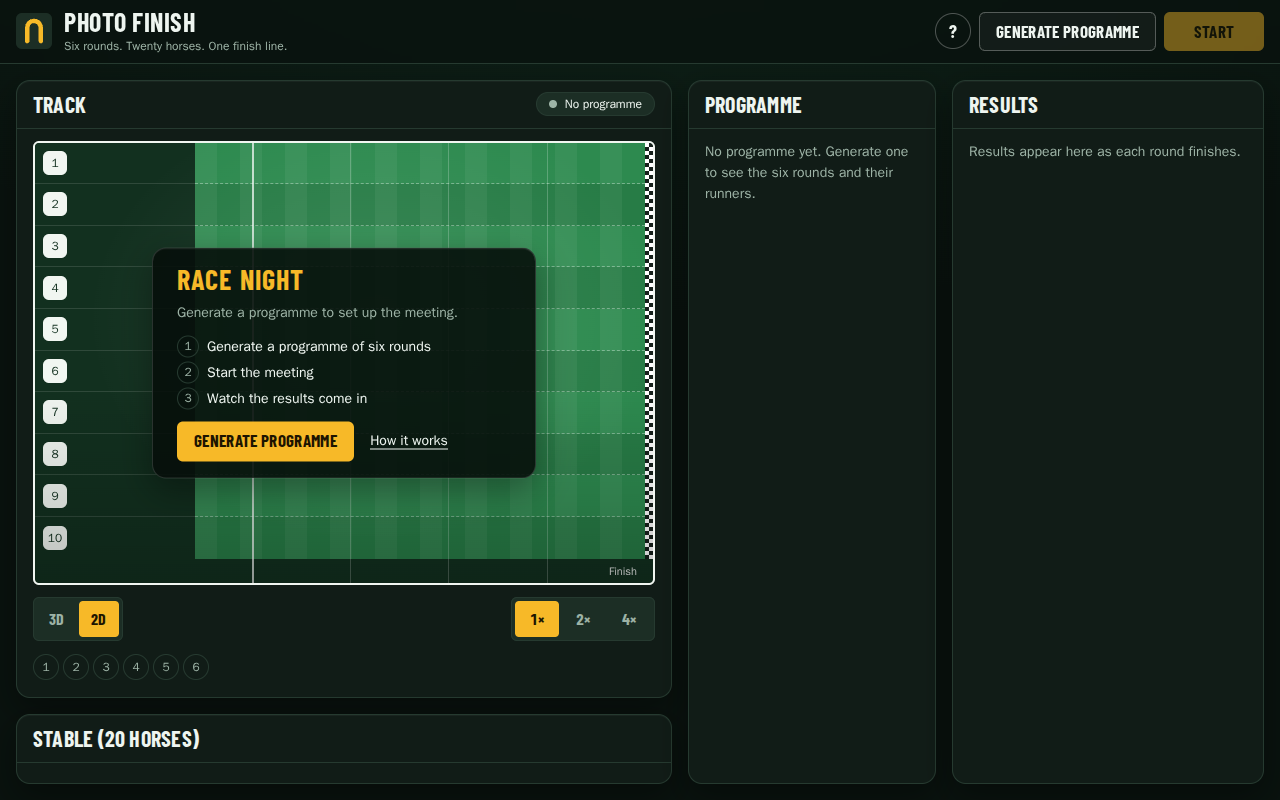 PHOTO FINISH
Six rounds. Twenty horses. One finish line.
?
GENERATE PROGRAMME
START
TRACK
No programme
1
2
3
4
5
6
7
8
9
10
RACE NIGHT
Generate a programme to set up the meeting.
1 Generate a programme of six rounds
2 Start the meeting
3 Watch the results come in
GENERATE PROGRAMME
How it works
Finish
3D
2D
1×
2×
4×
1 2 3 4 5 6
STABLE (20 HORSES)
PROGRAMME
No programme yet. Generate one
to see the six rounds and their
runners.
RESULTS
Results appear here as each round finishes.